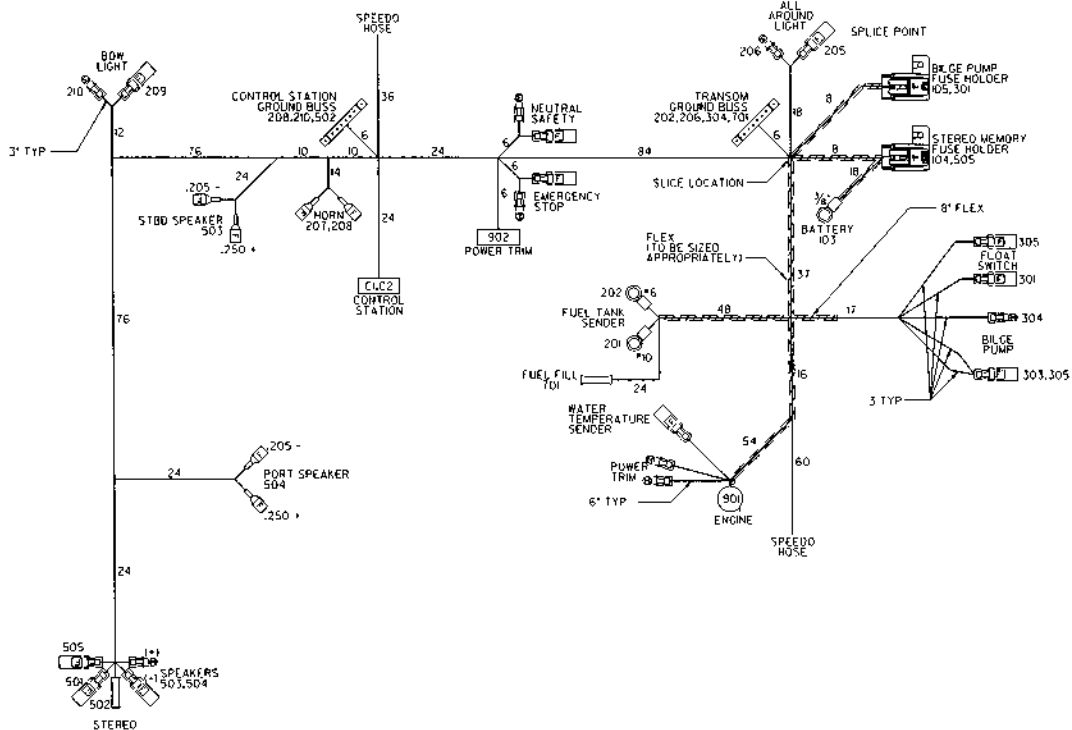 SPEEDO
HOSE
ALL
AROUND
LIGHT
SPLICE POINT
206
205
BOW
LIGHT
210
209
CONTROL STATION
GROUND BUSS
208,210,502
36
NEUTRAL
SAFETY
TRANSOM
GROUND BUSS
202,206,304,701
18
8
BILGE PUMP
FUSE HOLDER
105,301
3" TYP
12
6
6
6
STEREO MEMORY
FUSE HOLDER
104,505
76
10
10
24
84
8
24
14
6
6
SLICE LOCATION
18
.205 -
STBD SPEAKER
503
.250 +
HORN
207,208
24
EMERGENCY
STOP
902
POWER TRIM
BATTERY
103
8" FLEX
FLEX
(TO BE SIZED
APPROPRIATELY)
305
FLOAT
SWITCH
301
37
CLC2
CONTROL
STATION
202
#6
FUEL TANK
SENDER
201
#10
48
17
304
BILGE
PUMP
303,305
76
FUEL FILL
701
24
16
3 TYP
WATER
TEMPERATURE
SENDER
54
60
POWER
TRIM
6" TYP
901
ENGINE
SPEEDO
HOSE
24
.205 -
PORT SPEAKER
504
.250 +
24
505
501
502
(+)
(-)
SPEAKERS
503,504
STEREO